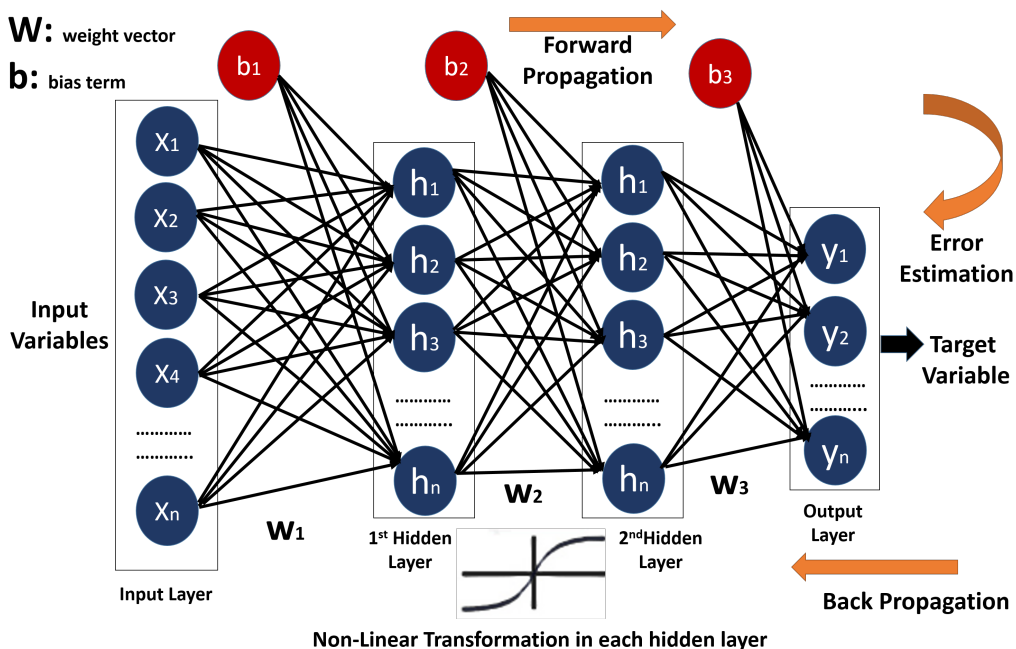 W: weight vector
b: bias term
b1
b2
b3
Forward
Propagation
x1
x2
x3
x4
............
............
xn
h1
h2
h3
............
............
hn
h1
h2
h3
............
............
hn
y1
y2
............
............
yn
Input
Variables
Error
Estimation
Target
Variable
W1
W2
W3
Input Layer
1st Hidden
Layer
2ndHidden
Layer
Output
Layer
Back Propagation
Non-Linear Transformation in each hidden layer